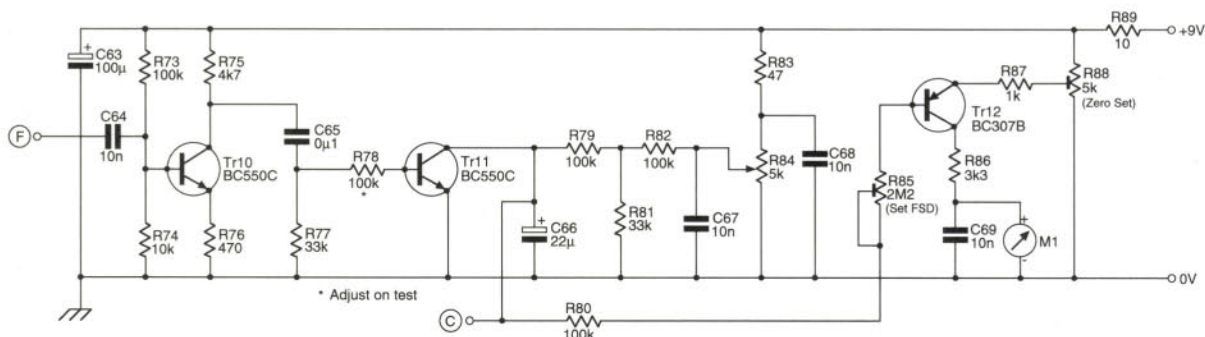 C63
100µ
+
R73
100k
R75
4k7
C64
10n
F
Tr10
BC550C
C65
0µ1
R78
100k
*
R74
10k
R76
470
R77
33k
Tr11
BC550C
R79
100k
R82
100k
C66
22µ
+
R81
33k
C67
10n
R83
47
R84
5k
C68
10n
Tr12
BC307B
R85
2M2
(Set FSD)
R87
1k
R86
3k3
C69
10n
+
M1
-
R88
5k
(Zero Set)
R89
10
+9V
0V
* Adjust on test
C
R80
100k